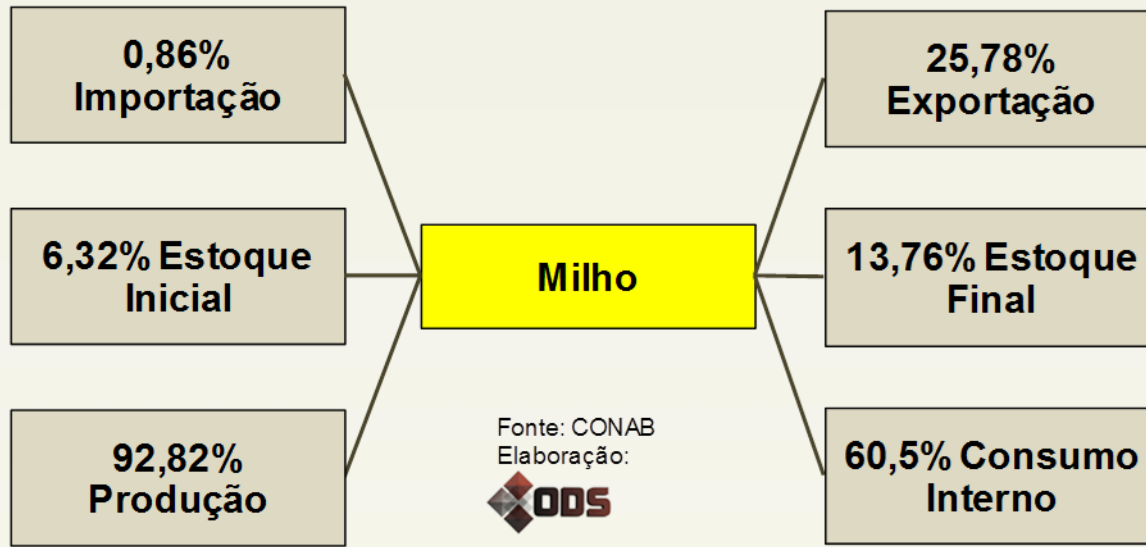 0,86%
Importação
6,32% Estoque
Inicial
92,82%
Produção
Milho
Fonte: CONAB
Elaboração:
ODS
25,78%
Exportação
13,76% Estoque
Final
60,5% Consumo
Interno